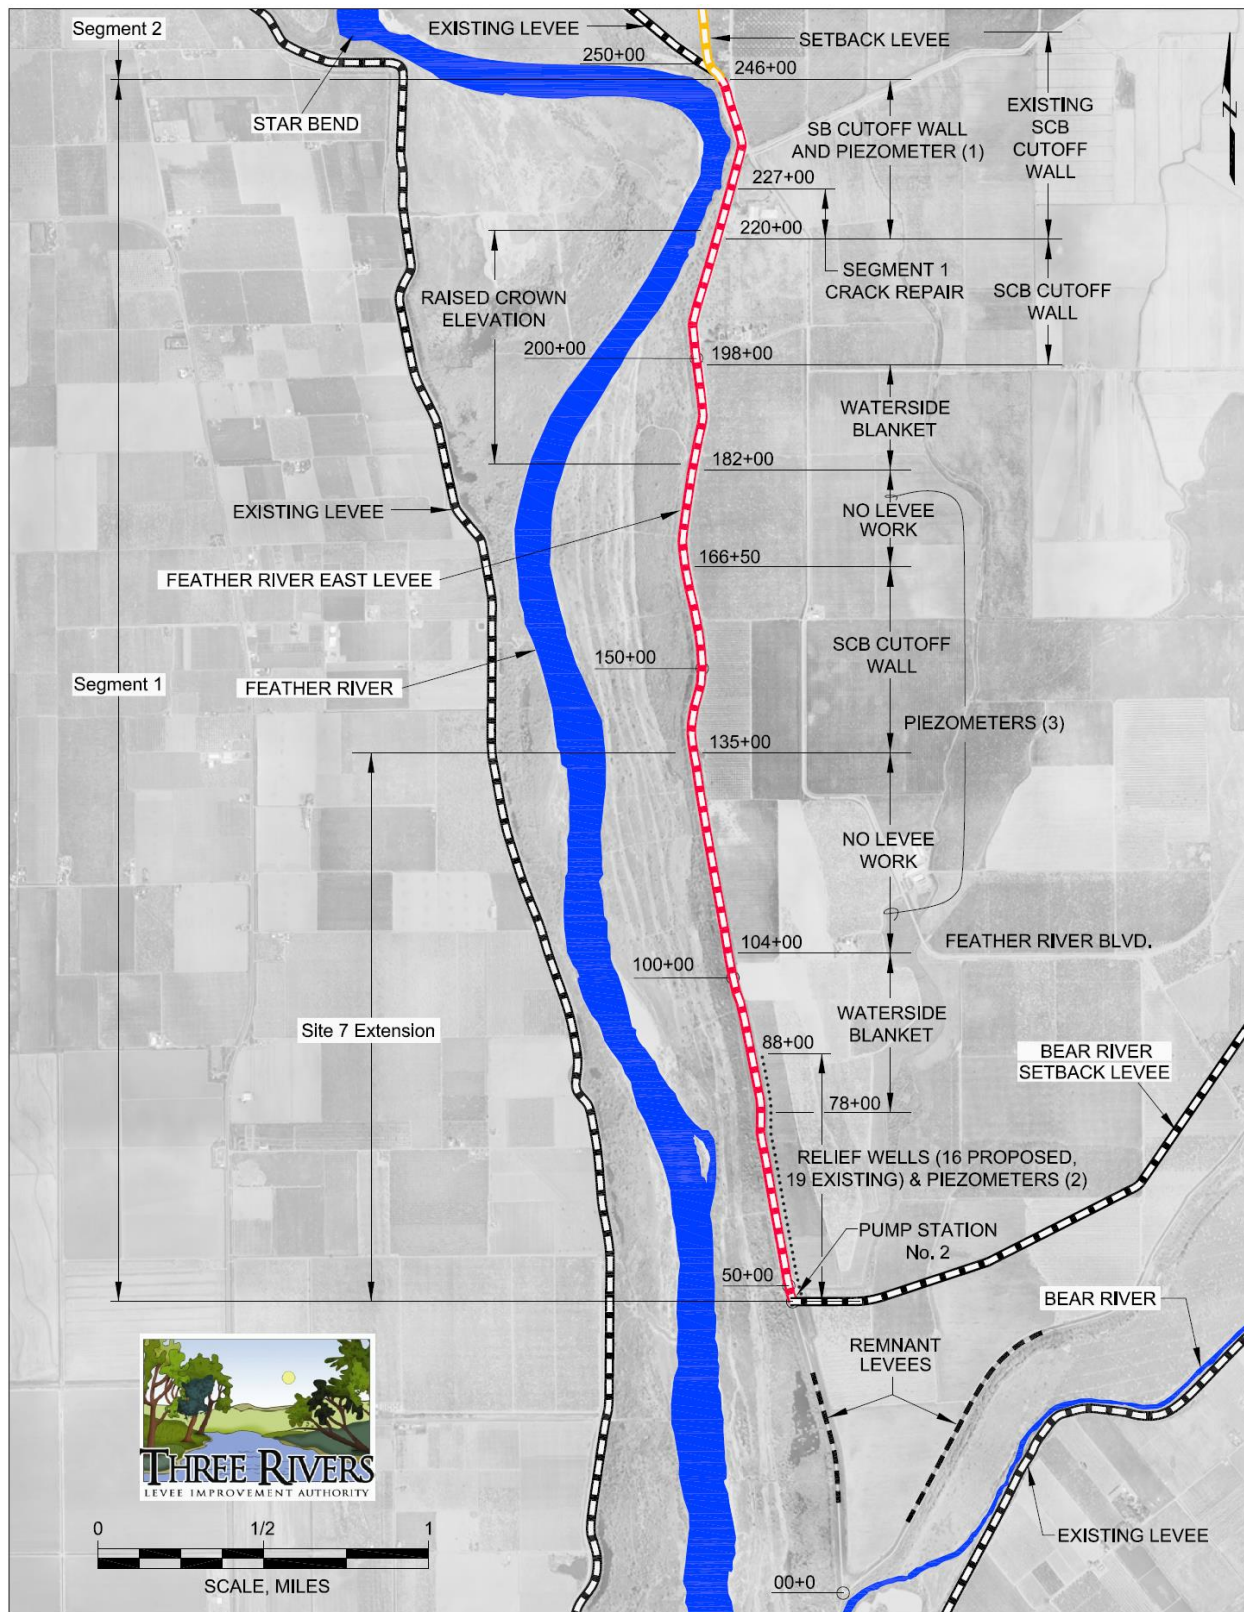 Segment 2
EXISTING LEVEE
SETBACK LEVEE
250+00
246+00
STAR BEND
SB CUTOFF WALL
AND PIEZOMETER (1)
EXISTING
SCB
CUTOFF
WALL
N
227+00
220+00
SEGMENT 1
CRACK REPAIR
SCB CUTOFF
WALL
RAISED CROWN
ELEVATION
200+00
198+00
WATERSIDE
BLANKET
182+00
EXISTING LEVEE
NO LEVEE
WORK
166+50
FEATHER RIVER EAST LEVEE
SCB CUTOFF
WALL
150+00
Segment 1
FEATHER RIVER
PIEZOMETERS (3)
135+00
NO LEVEE
WORK
104+00
FEATHER RIVER BLVD.
100+00
Site 7 Extension
WATERSIDE
BLANKET
88+00
BEAR RIVER
SETBACK LEVEE
78+00
RELIEF WELLS (16 PROPOSED,
19 EXISTING) & PIEZOMETERS (2)
PUMP STATION
No. 2
50+00
BEAR RIVER
REMNANT
LEVEES
THREE RIVERS
LEVEE IMPROVEMENT AUTHORITY
0 1/2 1
SCALE, MILES
EXISTING LEVEE
00+0